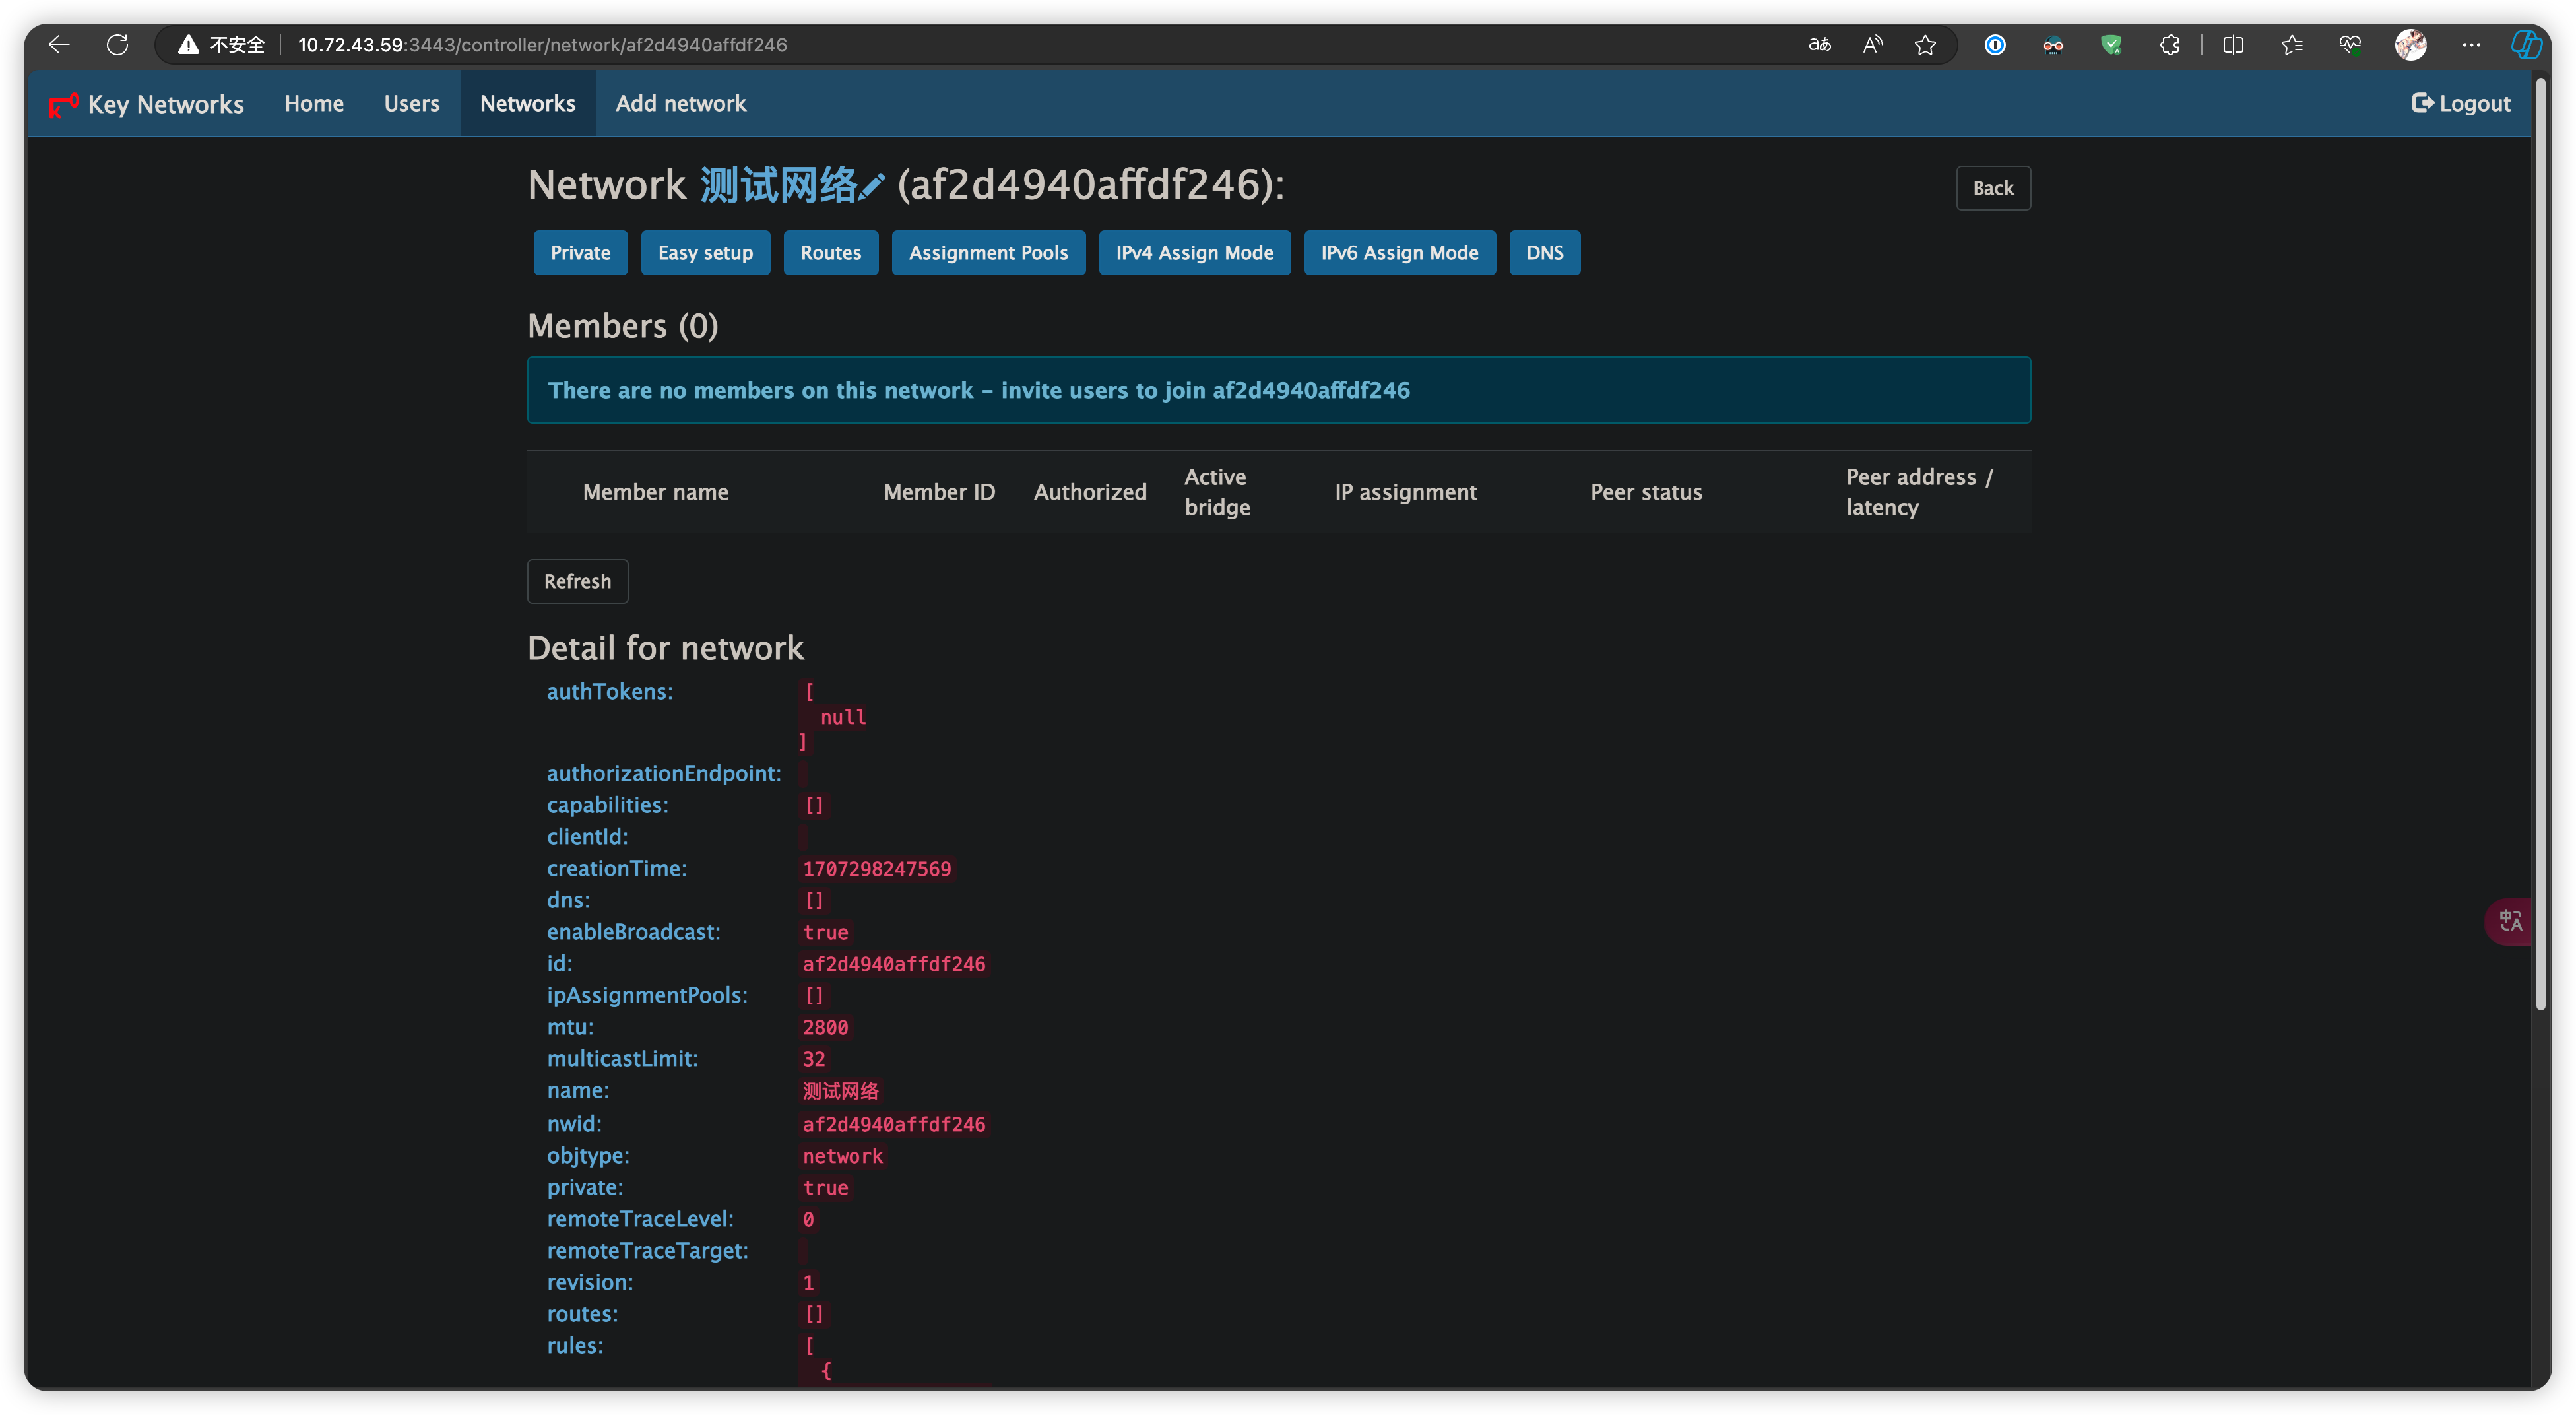 不安全 10.72.43.59:3443/controller/network/af2d4940affdf246
Key Networks Home Users Networks Add network Logout
Network 测试网络 (af2d4940affdf246):
Back
Private Easy setup Routes Assignment Pools IPv4 Assign Mode IPv6 Assign Mode DNS
Members (0)
There are no members on this network - invite users to join af2d4940affdf246
Member name Member ID Authorized Active bridge IP assignment Peer status Peer address / latency
Refresh
Detail for network
authTokens: [
null
]
authorizationEndpoint:
capabilities: []
clientId:
creationTime: 1707298247569
dns: []
enableBroadcast: true
id: af2d4940affdf246
ipAssignmentPools: []
mtu: 2800
multicastLimit: 32
name: 测试网络
nwid: af2d4940affdf246
objtype: network
private: true
remoteTraceLevel: 0
remoteTraceTarget:
revision: 1
routes: []
rules: [
{